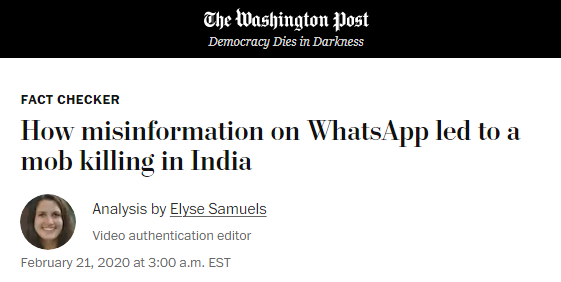 The Washington Post
Democracy Dies in Darkness
FACT CHECKER
How misinformation on WhatsApp led to a
mob killing in India
Analysis by Elyse Samuels
Video authentication editor
February 21, 2020 at 3:00 a.m. EST